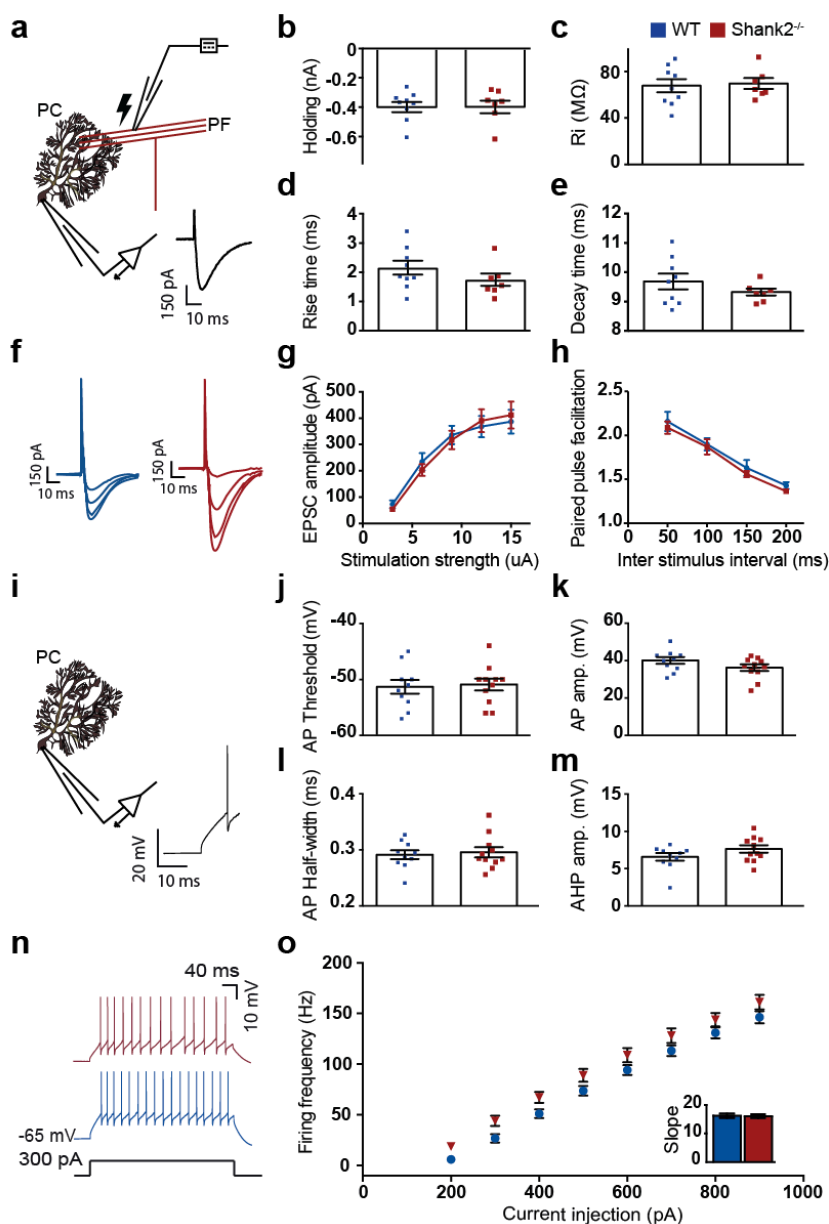 a
PC
PF
150 pA
10 ms
b
Holding (nA)
0
-0.2
-0.4
-0.6
WT
Shank2-/-
c
Ri (MΩ)
80
40
0
d
Rise time (ms)
4
3
2
1
0
e
Decay time (ms)
12
11
10
9
8
f
150 pA
10 ms
150 pA
10 ms
g
EPSC amplitude (pA)
500
400
300
200
100
0
0
5
10
15
Stimulation strength (uA)
h
Paired pulse facilitation
2.5
2.0
1.5
1.0
0
50
100
150
200
Inter stimulus interval (ms)
i
PC
20 mV
10 ms
j
AP Threshold (mV)
-40
-50
-60
k
AP amp. (mV)
60
40
20
0
l
AP Half-width (ms)
0.4
0.3
0.2
m
AHP amp. (mV)
15
10
5
0
n
40 ms
10 mV
-65 mV
300 pA
o
Firing frequency (Hz)
200
150
100
50
0
0
200
400
600
800
1000
Current injection (pA)
Slope
20
10
0